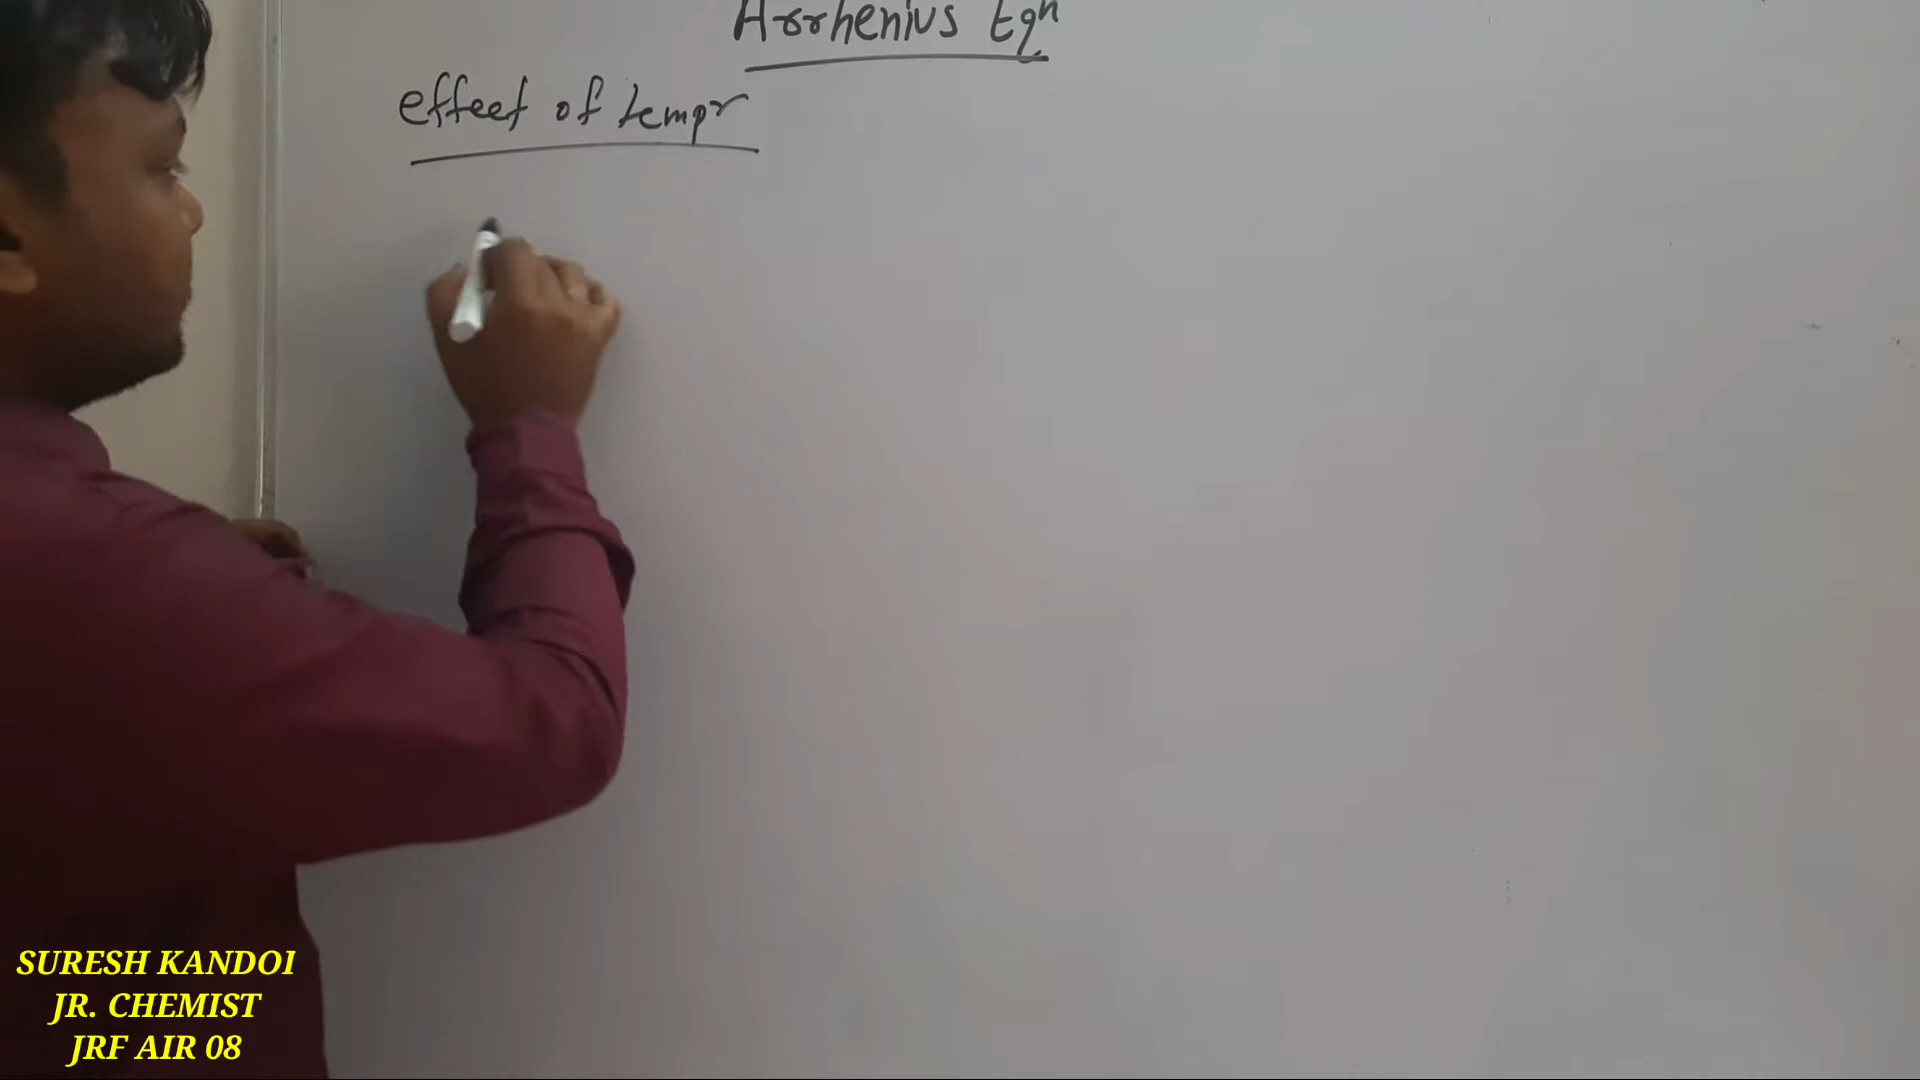 Arrhenius Eqn
effect of tempr
SURESH KANDOI
JR. CHEMIST
JRF AIR 08